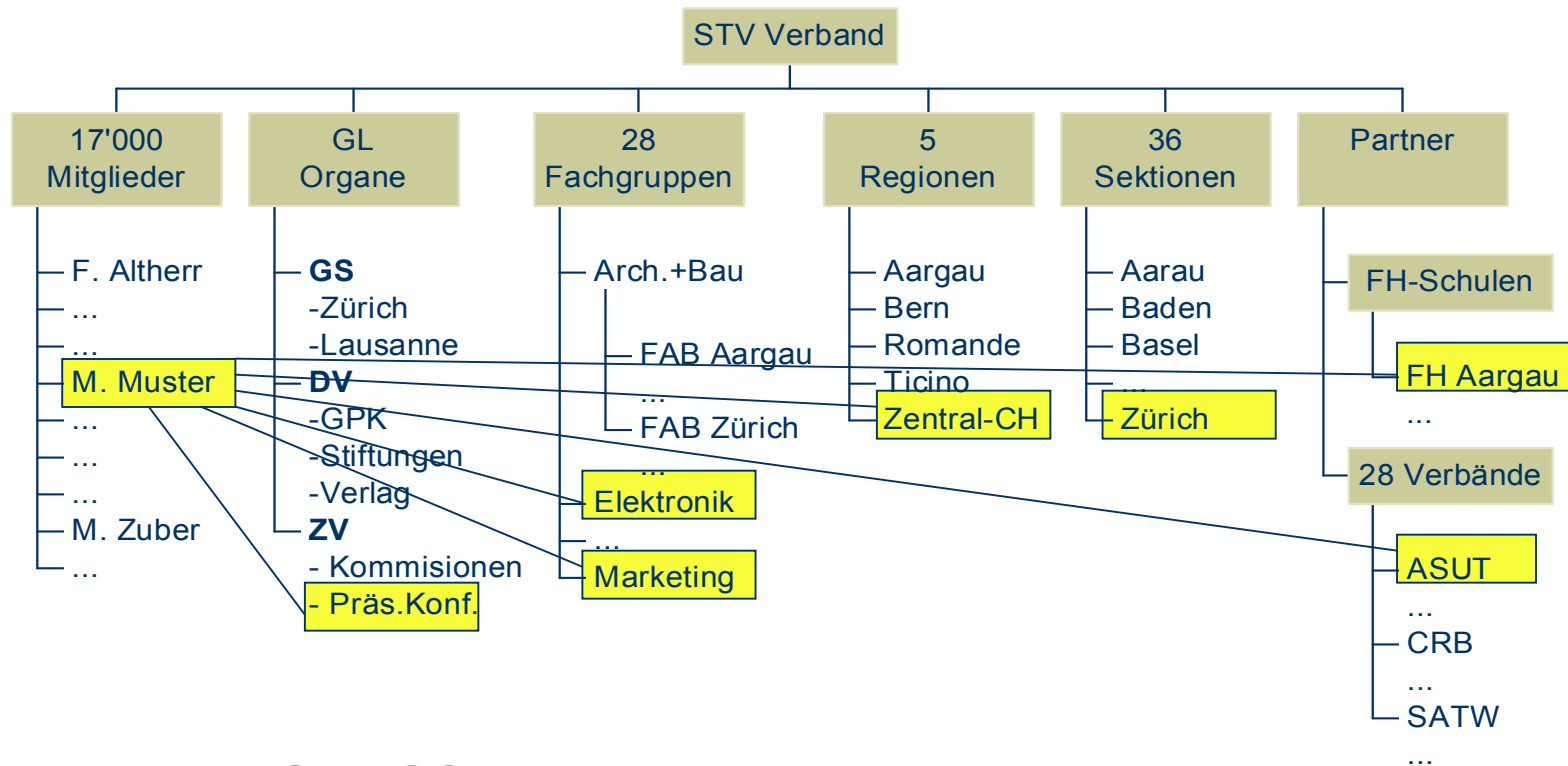 STV Verband
17'000
Mitglieder
GL
Organe
28
Fachgruppen
5
Regionen
36
Sektionen
Partner
F. Altherr
...
...
M. Muster
...
...
...
M. Zuber
...
GS
-Zürich
-Lausanne
DV
-GPK
-Stiftungen
-Verlag
ZV
- Kommisionen
- Präs.Konf.
Arch.+Bau
FAB Aargau
...
FAB Zürich
...
Elektronik
...
Marketing
Aargau
Bern
Romande
Ticino
Zentral-CH
Aarau
Baden
Basel
...
Zürich
FH-Schulen
FH Aargau
...
28 Verbände
ASUT
...
CRB
...
SATW
...